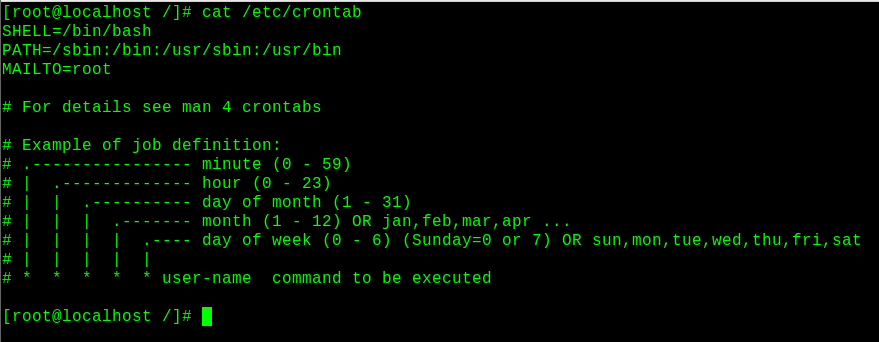 [root@localhost /]# cat /etc/crontab
SHELL=/bin/bash
PATH=/sbin:/bin:/usr/sbin:/usr/bin
MAILTO=root

# For details see man 4 crontabs

# Example of job definition:
# .---------------- minute (0 - 59)
# |  .------------- hour (0 - 23)
# |  |  .---------- day of month (1 - 31)
# |  |  |  .------- month (1 - 12) OR jan,feb,mar,apr ...
# |  |  |  |  .---- day of week (0 - 6) (Sunday=0 or 7) OR sun,mon,tue,wed,thu,fri,sat
# |  |  |  |  |
# *  *  *  *  * user-name  command to be executed

[root@localhost /]#